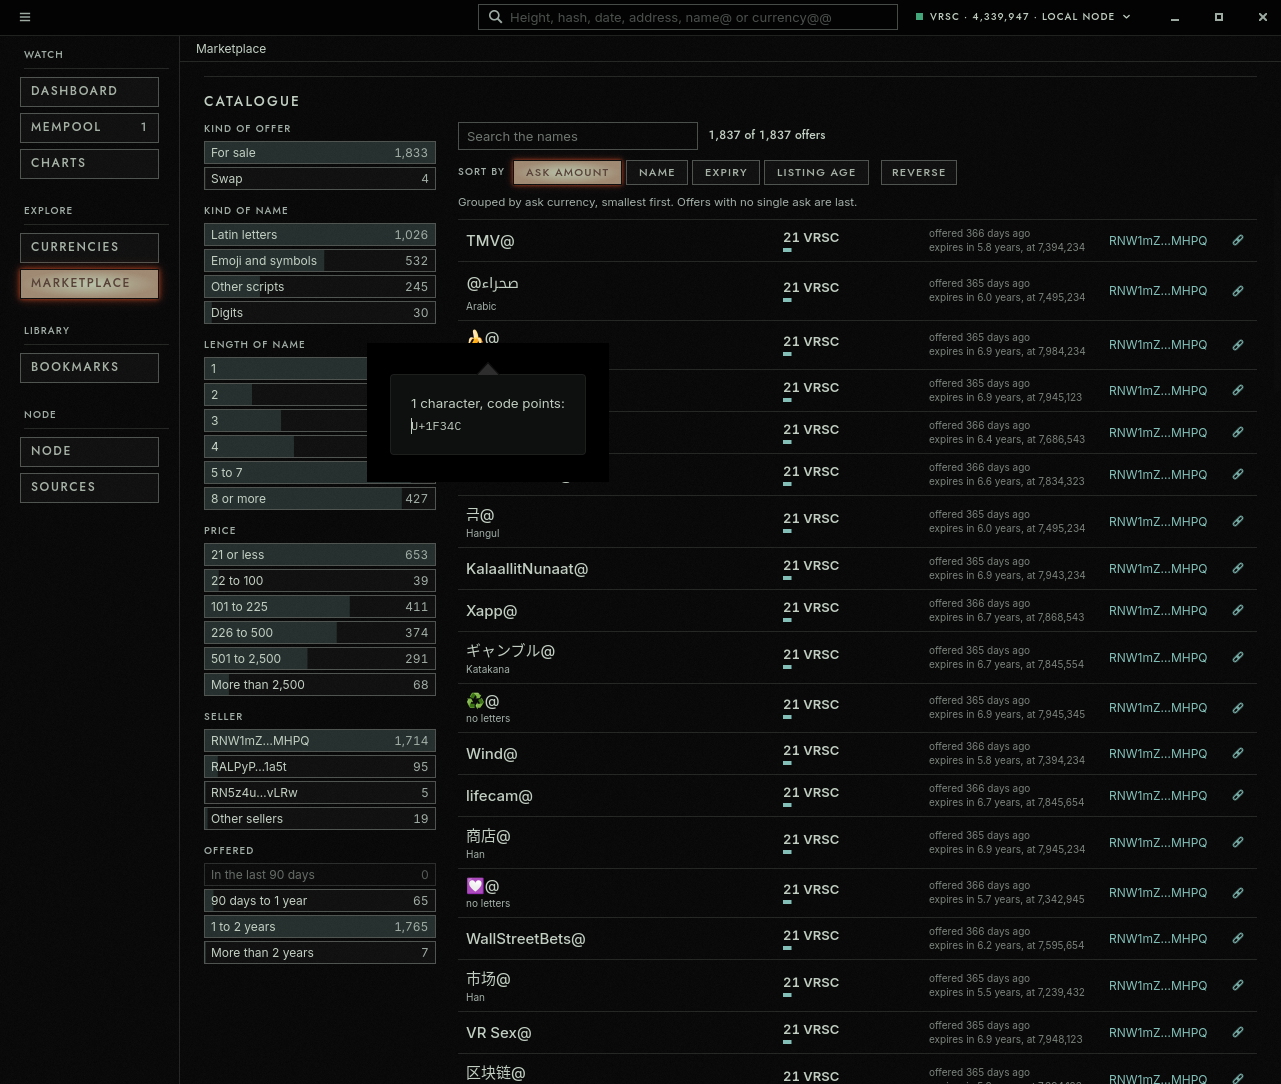 Height, hash, date, address, name@ or currency@@
VRSC · 4,339,947 · LOCAL NODE
WATCH
DASHBOARD
MEMPOOL 1
CHARTS
EXPLORE
CURRENCIES
MARKETPLACE
LIBRARY
BOOKMARKS
NODE
NODE
SOURCES
Marketplace
CATALOGUE
KIND OF OFFER
For sale 1,833
Swap 4
KIND OF NAME
Latin letters 1,026
Emoji and symbols 532
Other scripts 245
Digits 30
LENGTH OF NAME
1
2
3
4
5 to 7
8 or more 427
PRICE
21 or less 653
22 to 100 39
101 to 225 411
226 to 500 374
501 to 2,500 291
More than 2,500 68
SELLER
RNW1mZ...MHPQ 1,714
RALPyP...1a5t 95
RN5z4u...vLRw 5
Other sellers 19
OFFERED
In the last 90 days 0
90 days to 1 year 65
1 to 2 years 1,765
More than 2 years 7
Search the names
1,837 of 1,837 offers
SORT BY ASK AMOUNT NAME EXPIRY LISTING AGE REVERSE
Grouped by ask currency, smallest first. Offers with no single ask are last.
TMV@ 21 VRSC offered 366 days ago RNW1mZ...MHPQ
expires in 5.8 years, at 7,394,234
صحراء@ 21 VRSC offered 365 days ago RNW1mZ...MHPQ
Arabic expires in 6.0 years, at 7,495,234
🍌@ 21 VRSC offered 366 days ago RNW1mZ...MHPQ
expires in 6.9 years, at 7,984,234
1 character, code points:
U+1F34C
21 VRSC offered 365 days ago RNW1mZ...MHPQ
expires in 6.9 years, at 7,945,123
21 VRSC offered 366 days ago RNW1mZ...MHPQ
expires in 6.4 years, at 7,686,543
21 VRSC offered 366 days ago RNW1mZ...MHPQ
expires in 6.6 years, at 7,834,323
금@ 21 VRSC offered 365 days ago RNW1mZ...MHPQ
Hangul expires in 6.0 years, at 7,495,234
KalaallitNunaat@ 21 VRSC offered 366 days ago RNW1mZ...MHPQ
expires in 6.9 years, at 7,943,234
Xapp@ 21 VRSC offered 366 days ago RNW1mZ...MHPQ
expires in 6.7 years, at 7,868,543
ギャンブル@ 21 VRSC offered 365 days ago RNW1mZ...MHPQ
Katakana expires in 6.7 years, at 7,845,554
♻️@ 21 VRSC offered 365 days ago RNW1mZ...MHPQ
no letters expires in 6.9 years, at 7,945,345
Wind@ 21 VRSC offered 366 days ago RNW1mZ...MHPQ
expires in 5.8 years, at 7,394,234
lifecam@ 21 VRSC offered 366 days ago RNW1mZ...MHPQ
expires in 6.7 years, at 7,845,654
商店@ 21 VRSC offered 365 days ago RNW1mZ...MHPQ
Han expires in 6.9 years, at 7,945,234
💟@ 21 VRSC offered 366 days ago RNW1mZ...MHPQ
no letters expires in 5.7 years, at 7,342,945
WallStreetBets@ 21 VRSC offered 366 days ago RNW1mZ...MHPQ
expires in 6.2 years, at 7,595,654
市场@ 21 VRSC offered 365 days ago RNW1mZ...MHPQ
Han expires in 5.5 years, at 7,239,432
VR Sex@ 21 VRSC offered 365 days ago RNW1mZ...MHPQ
expires in 6.9 years, at 7,948,123
区块链@ 21 VRSC offered 365 days ago RNW1mZ...MHPQ